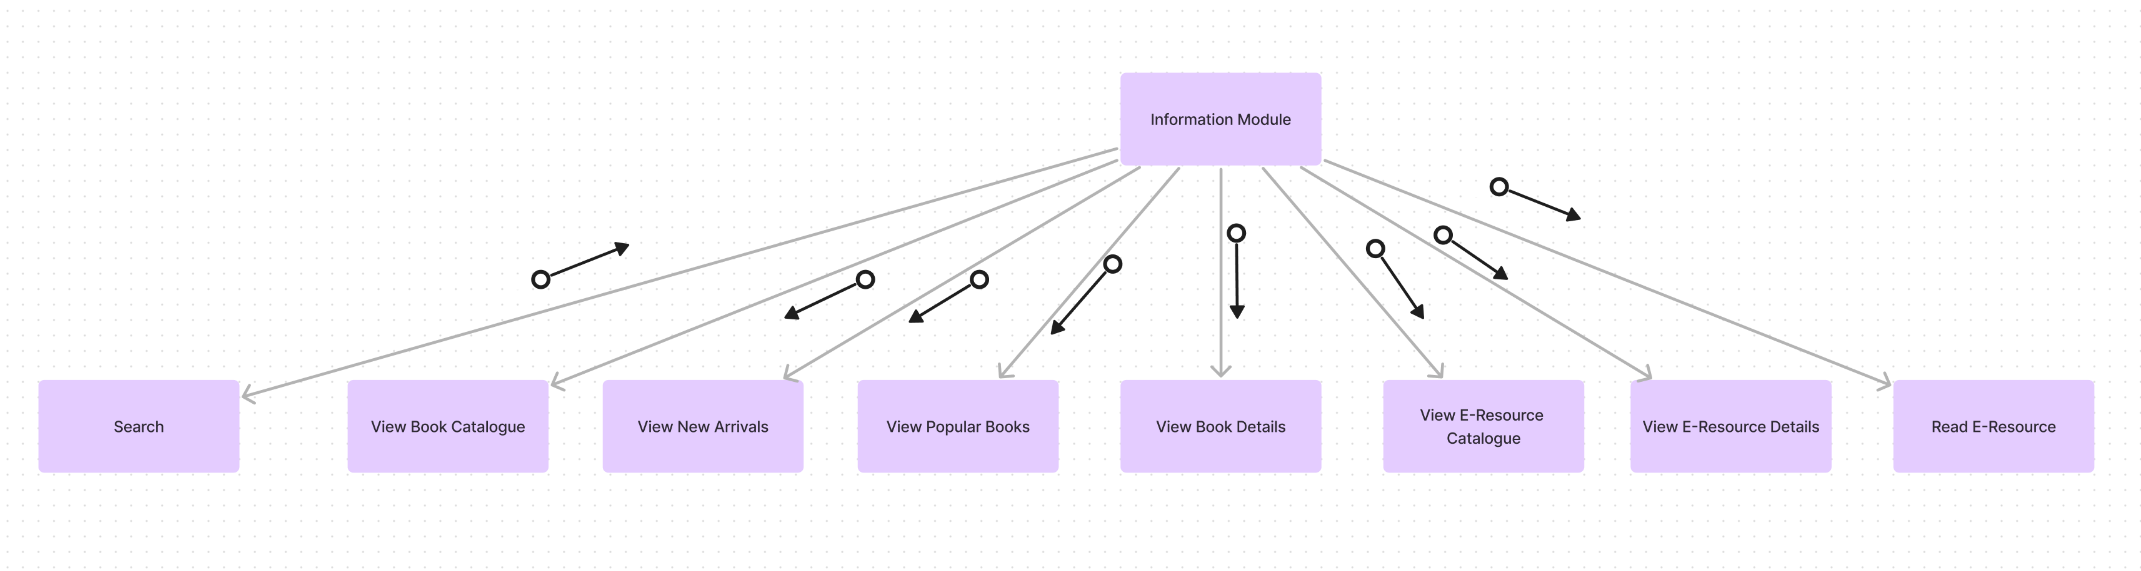 Information Module
Search
View Book Catalogue
View New Arrivals
View Popular Books
View Book Details
View E-Resource
Catalogue
View E-Resource Details
Read E-Resource